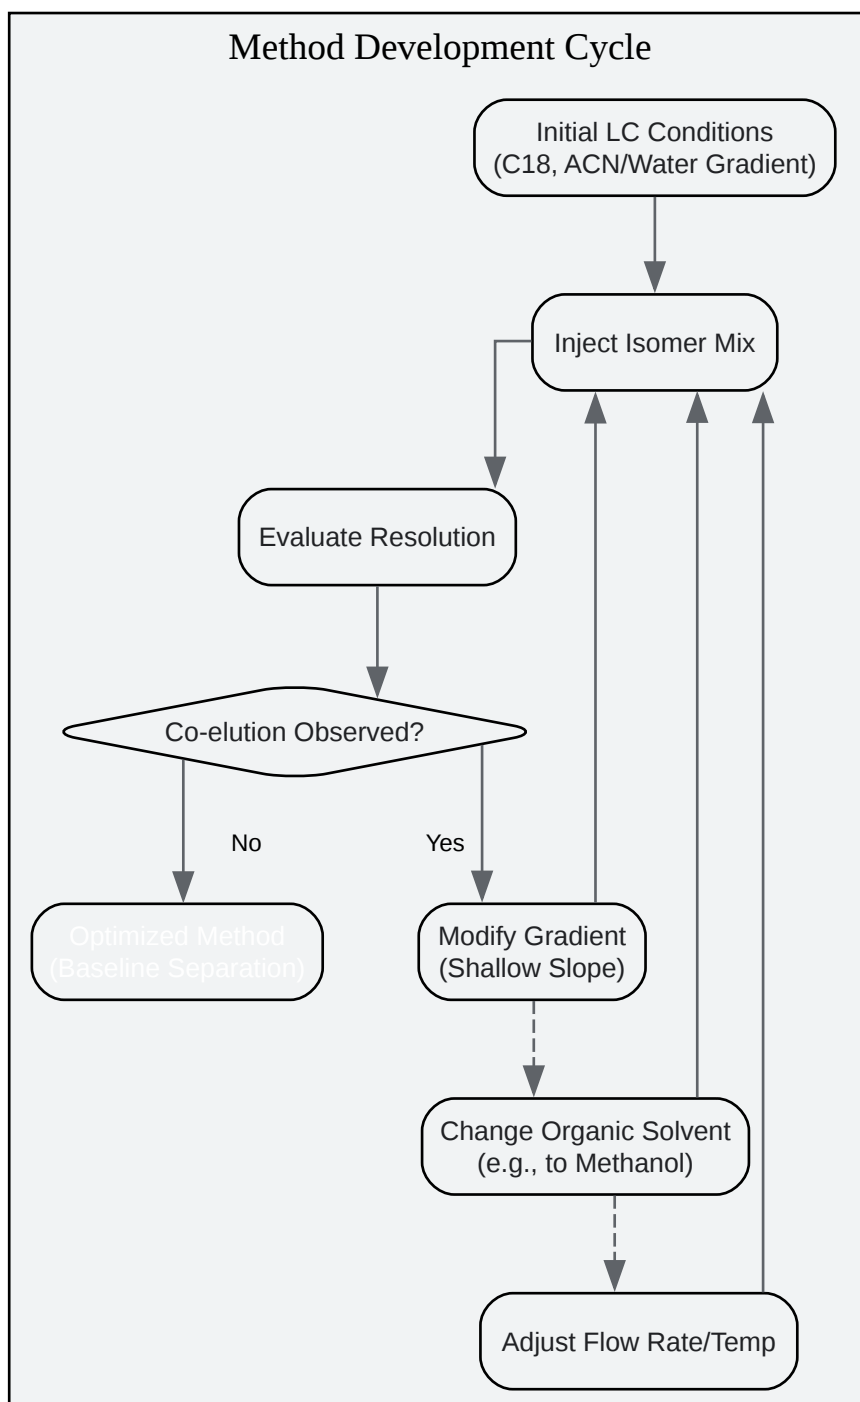 Method Development Cycle
Initial LC Conditions
(C18, ACN/Water Gradient)
Inject Isomer Mix
Evaluate Resolution
Co-elution Observed?
No
Yes
Optimized Method
(Baseline Separation)
Modify Gradient
(Shallow Slope)
Change Organic Solvent
(e.g., to Methanol)
Adjust Flow Rate/Temp